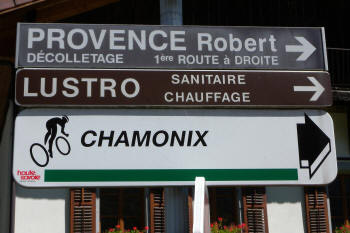 PROVENCE Robert
DÉCOLLETAGE 1ère ROUTE à DROITE
LUSTRO SANITAIRE
CHAUFFAGE
CHAMONIX
haute
savoie